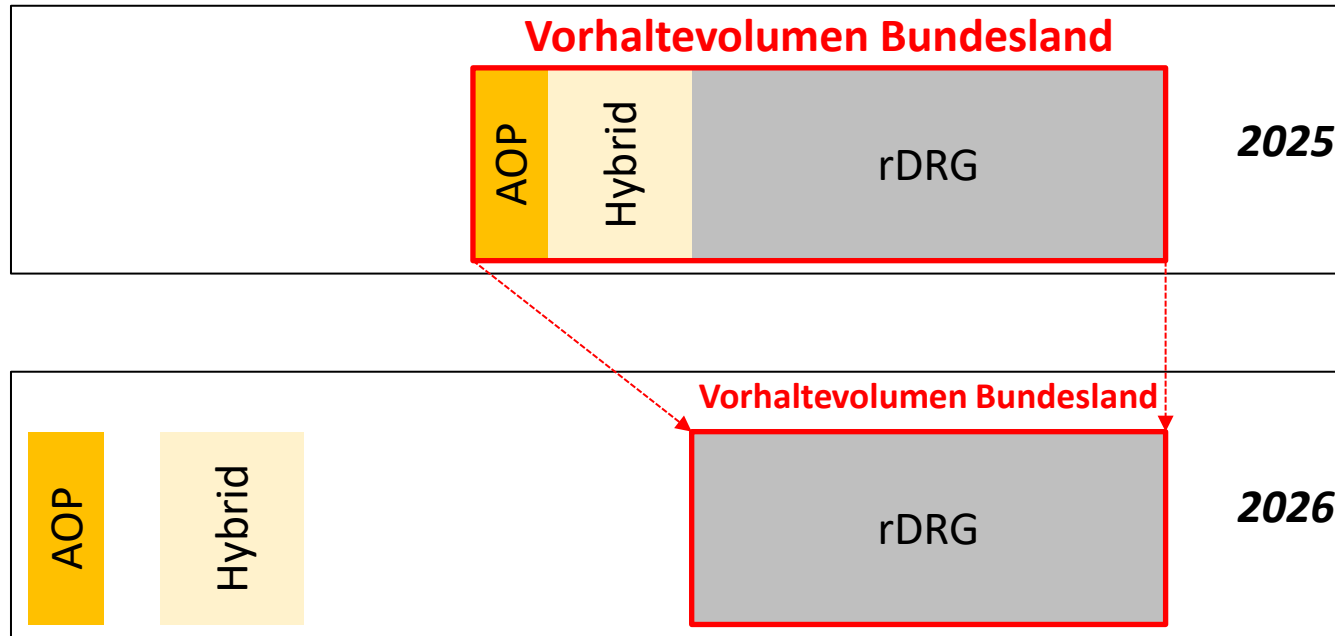 Vorhaltevolumen Bundesland
AOP
Hybrid
rDRG
2025
Vorhaltevolumen Bundesland
AOP
Hybrid
rDRG
2026